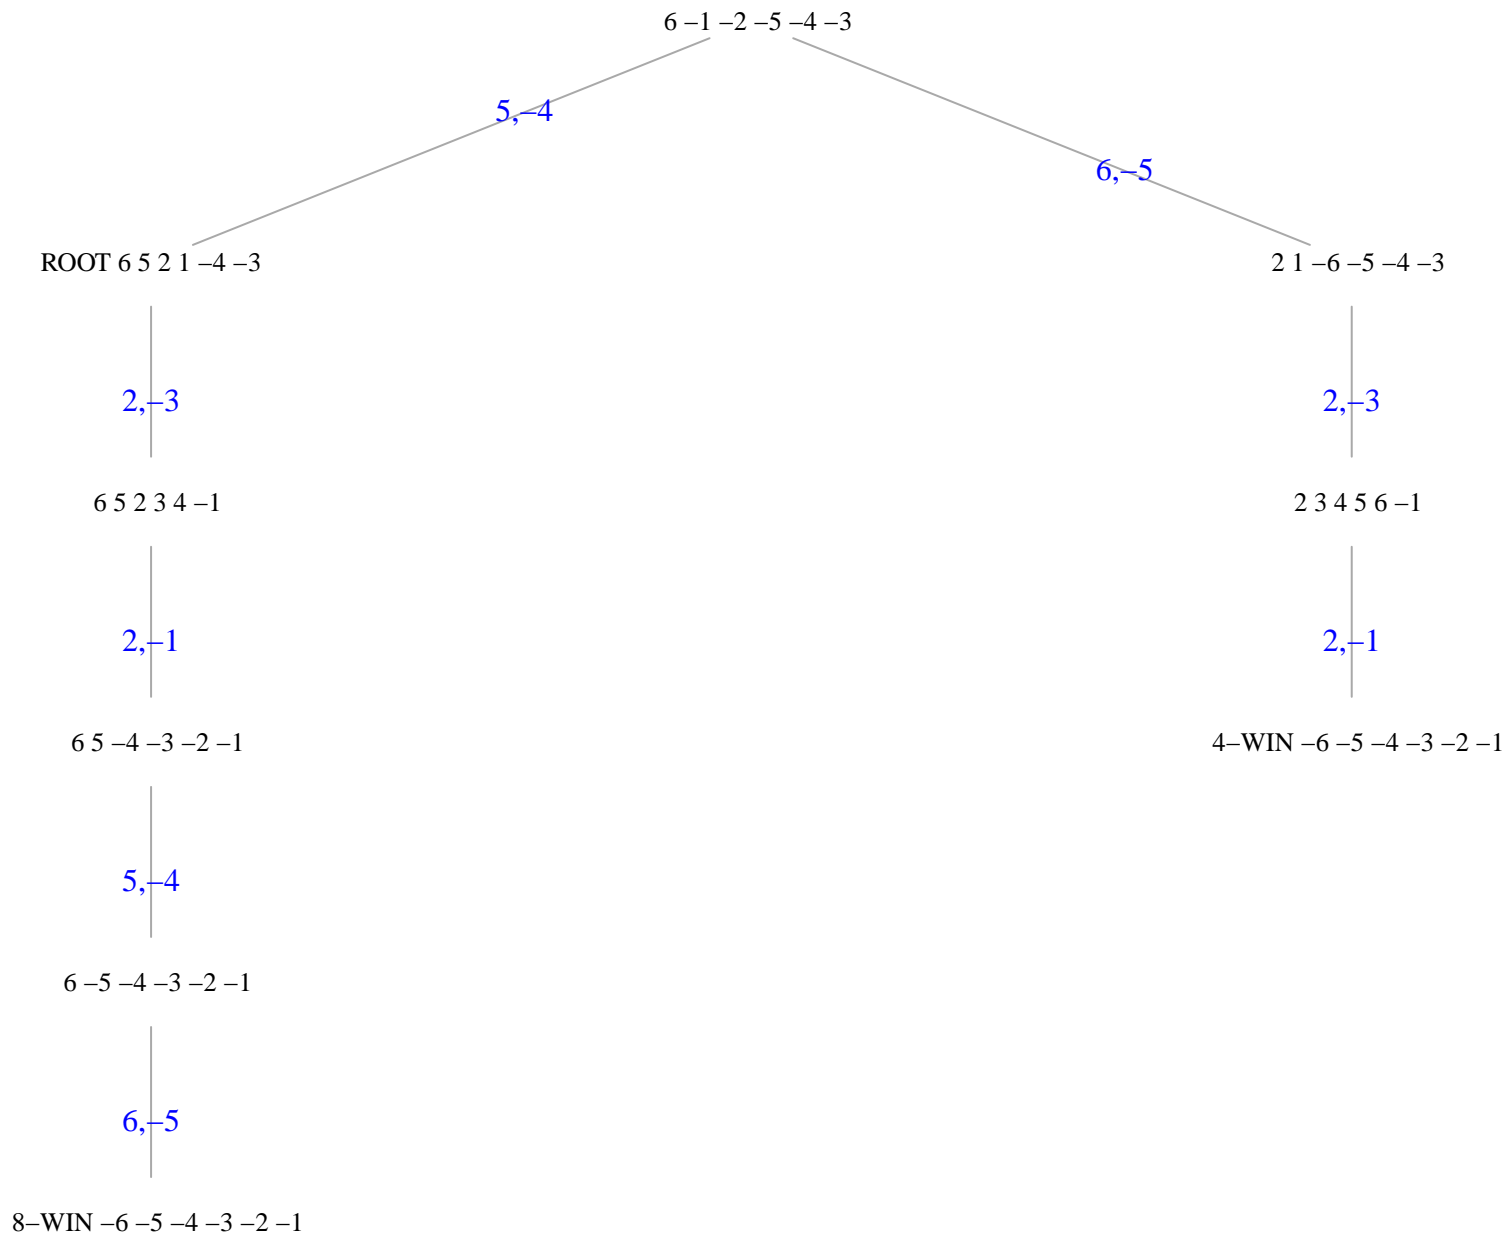 6 –1 –2 –5 –4 –3
5,–4
6,–5
ROOT 6 5 2 1 –4 –3
2 1 –6 –5 –4 –3
2,–3
2,–3
6 5 2 3 4 –1
2 3 4 5 6 –1
2,–1
2,–1
6 5 –4 –3 –2 –1
4–WIN –6 –5 –4 –3 –2 –1
5,–4
6 –5 –4 –3 –2 –1
6,–5
8–WIN –6 –5 –4 –3 –2 –1